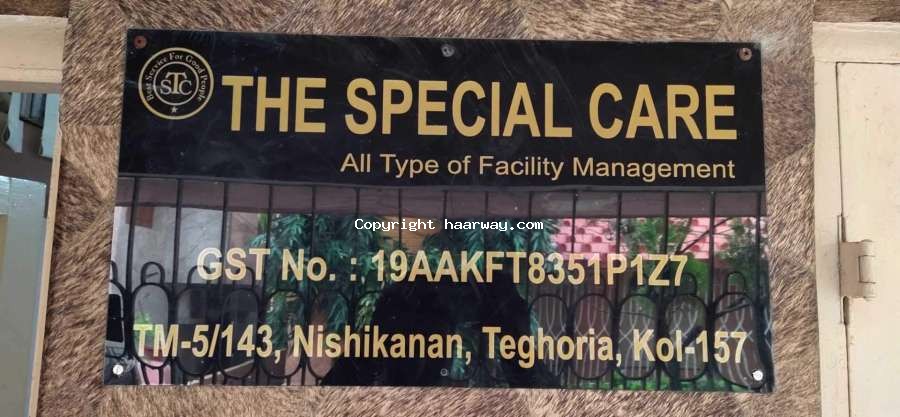 Best Service For Good People
STC
THE SPECIAL CARE
All Type of Facility Management
Copyright haarway.com
GST No. : 19AAKFT8351P1Z7
TM-5/143, Nishikanan, Teghoria, Kol-157